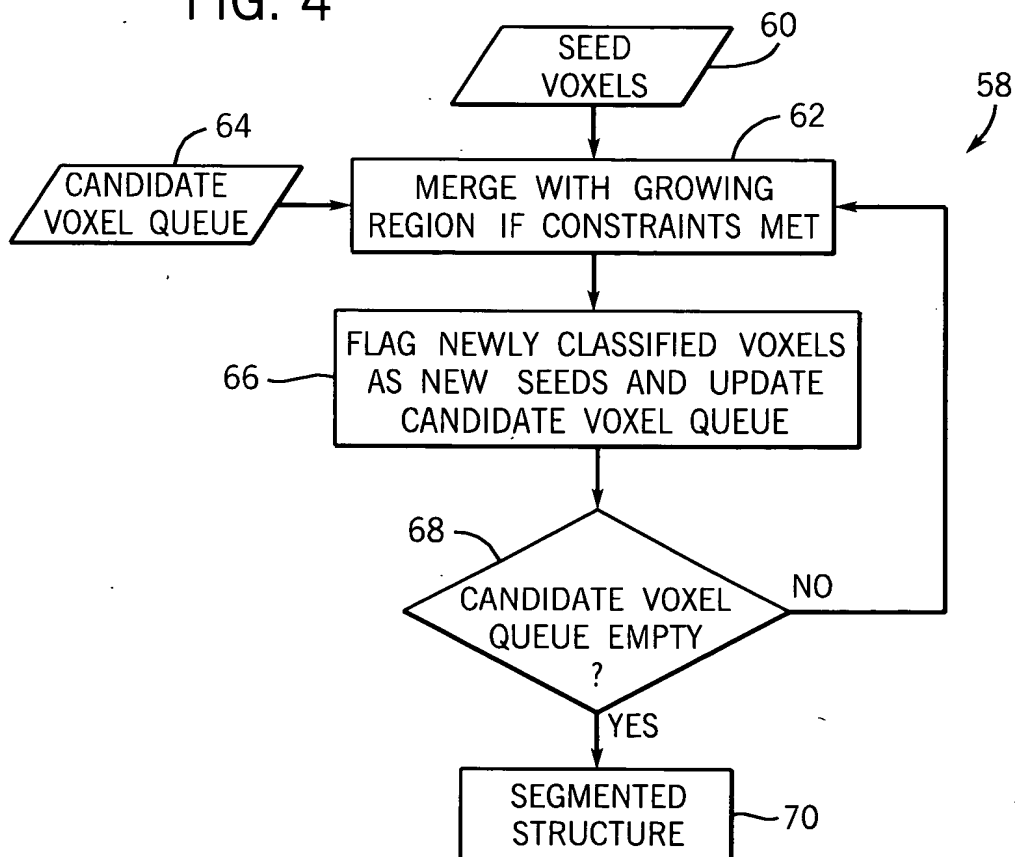 FIG. 4
60
SEED
VOXELS
58
64
62
CANDIDATE
VOXEL QUEUE
MERGE WITH GROWING
REGION IF CONSTRAINTS MET
66
FLAG NEWLY CLASSIFIED VOXELS
AS NEW SEEDS AND UPDATE
CANDIDATE VOXEL QUEUE
68
CANDIDATE VOXEL
QUEUE EMPTY
?
NO
YES
SEGMENTED
STRUCTURE
70